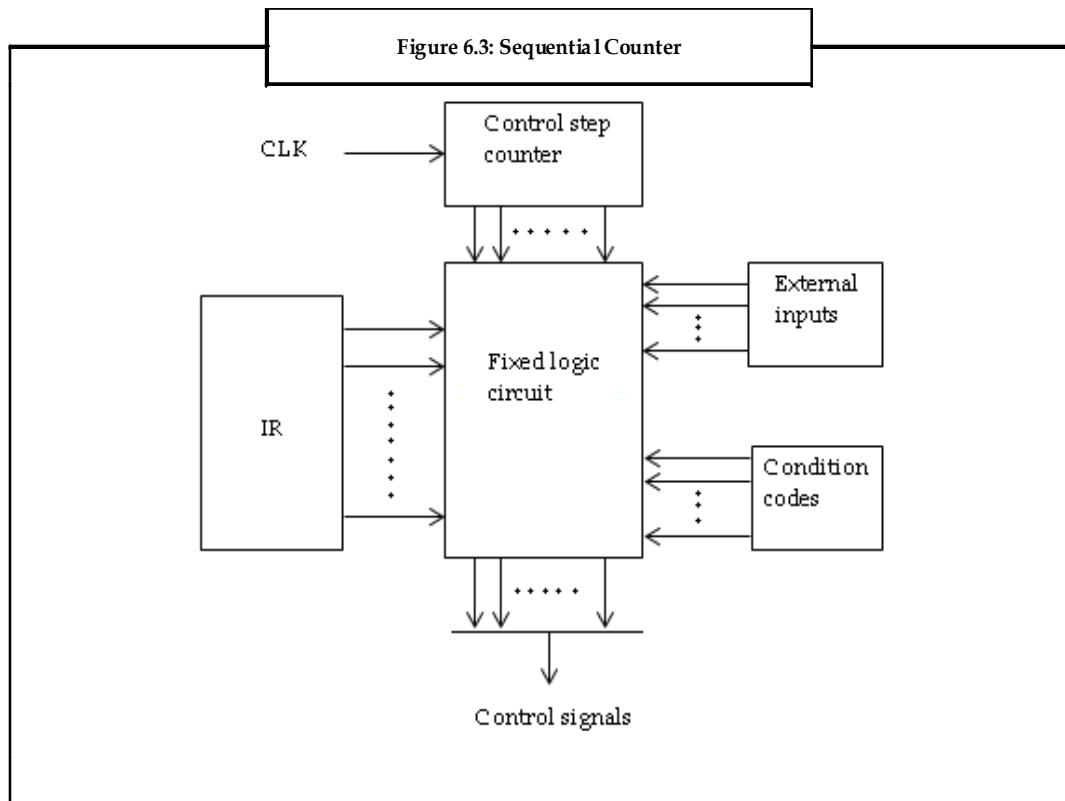 Figure 6.3: Sequential Counter
Control step
counter
CLK
External
inputs
Fixed logic
circuit
IR
Condition
codes
Control signals